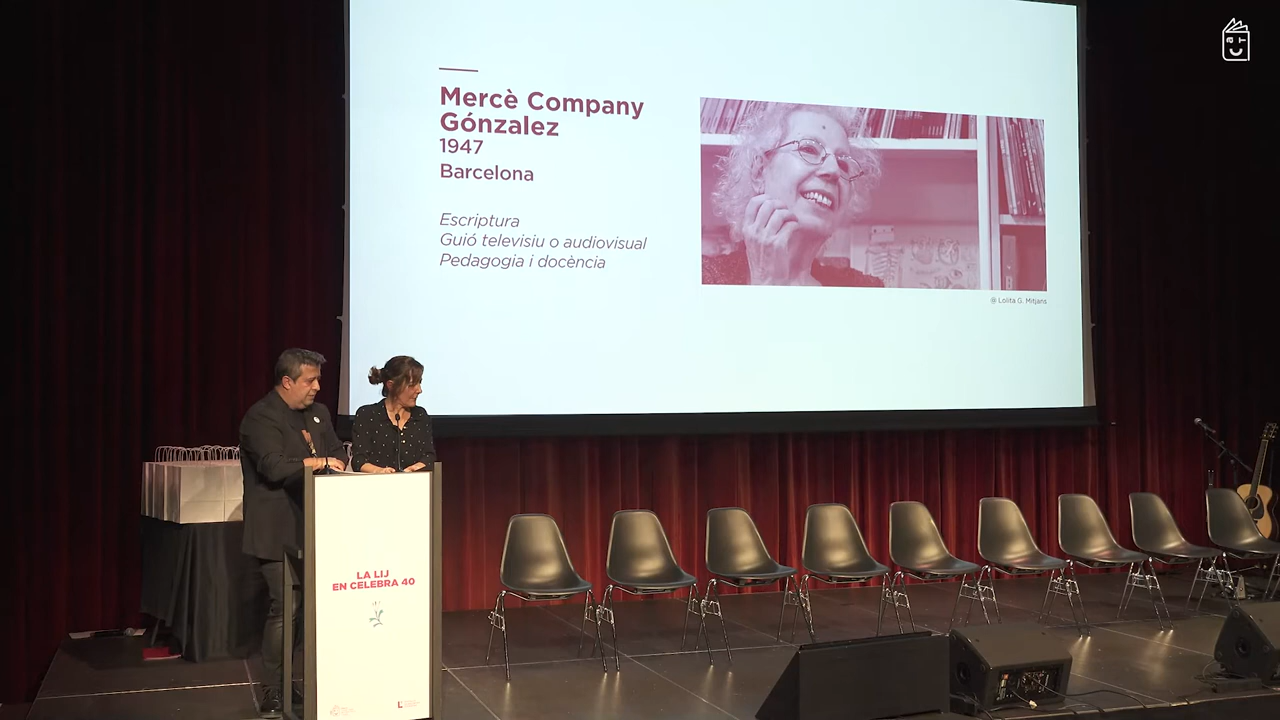 Mercè Company
Gónzalez
1947
Barcelona
Escriptura
Guió televisiu o audiovisual
Pedagogia i docència
@ Lolita G. Mitjans
LA LIJ
EN CELEBRA 40